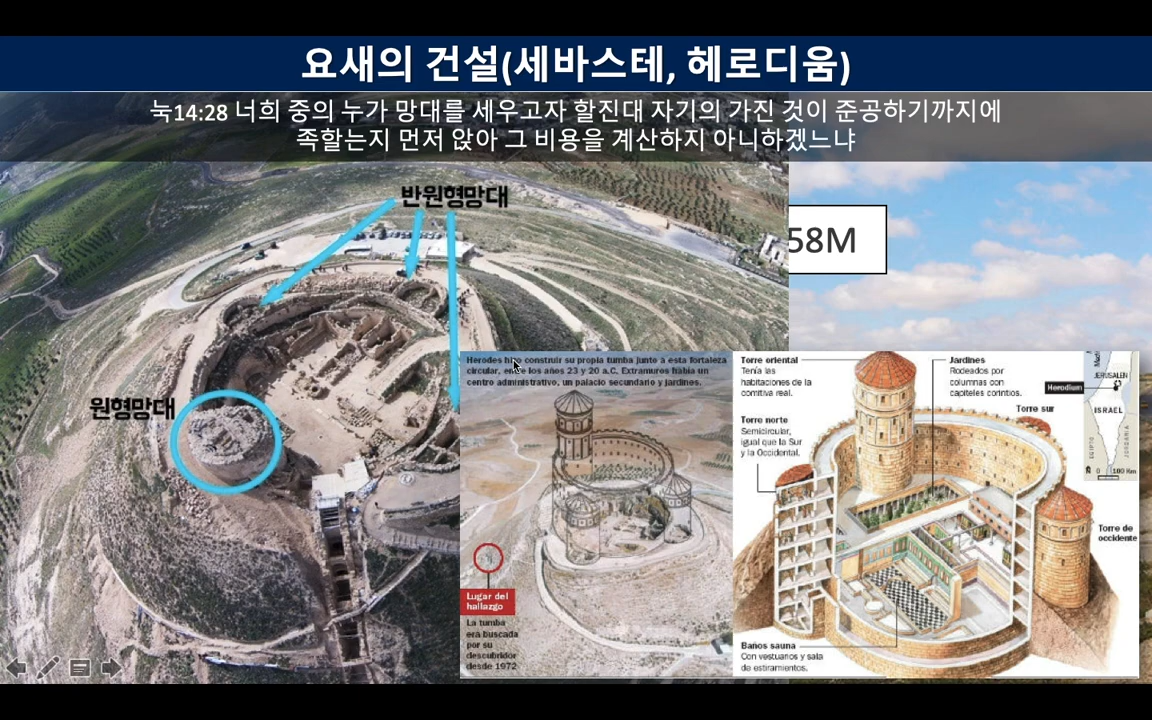 요새의 건설(세바스테, 헤로디움)
눅14:28 너희 중의 누가 망대를 세우고자 할진대 자기의 가진 것이 준공하기까지에
족할는지 먼저 앉아 그 비용을 계산하지 아니하겠느냐
반원형망대
58M
원형망대
Herodes hizo construir su propia tumba junto a esta fortaleza
circular, entre los años 23 y 20 a.C. Extramuros había un
centro administrativo, un palacio secundario y jardines.
Lugar del
hallazgo
La tumba
era buscada
por su
descubridor
desde 1972
Torre oriental
Tenía las
habitaciones de la
comitiva real.
Torre norte
Semicircular,
igual que la Sur
y la Occidental.
Jardines
Rodeados por
columnas con
capiteles corintios.
Torre sur
Torre de
occidente
Baños sauna
Con vestuarios y sala
de estiramientos.
JERUSALEN
Herodium
ISRAEL
EGIPTO
JORDANIA
0 100 Km